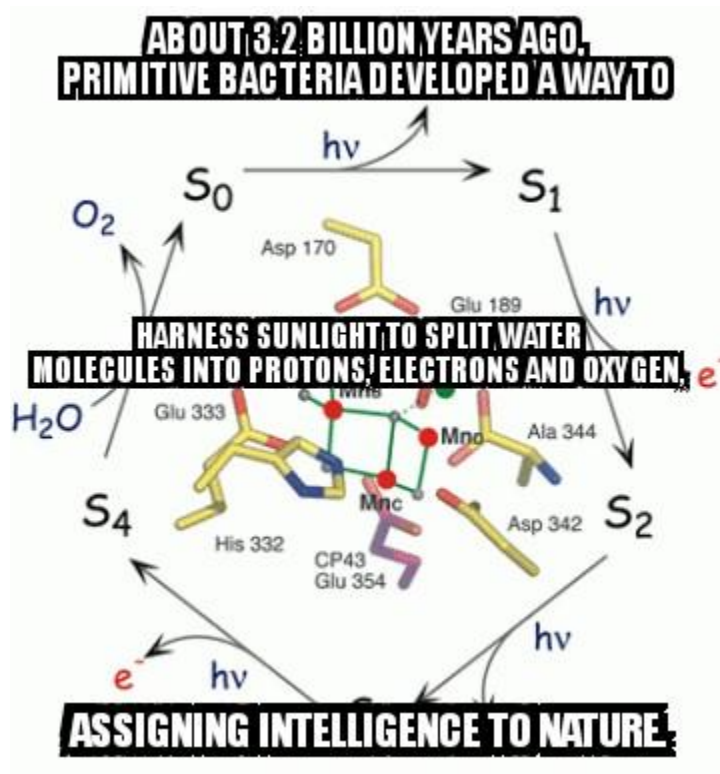 ABOUT 3.2 BILLION YEARS AGO,
PRIMITIVE BACTERIA DEVELOPED A WAY TO
hν
S0
S1
O2
Asp 170
Glu 189
hν
HARNESS SUNLIGHT TO SPLIT WATER
MOLECULES INTO PROTONS, ELECTRONS AND OXYGEN,
e-
H2O
Glu 333
Ala 344
S4
Mnc
S2
Asp 342
His 332
CP43
Glu 354
hν
e-
hν
ASSIGNING INTELLIGENCE TO NATURE.